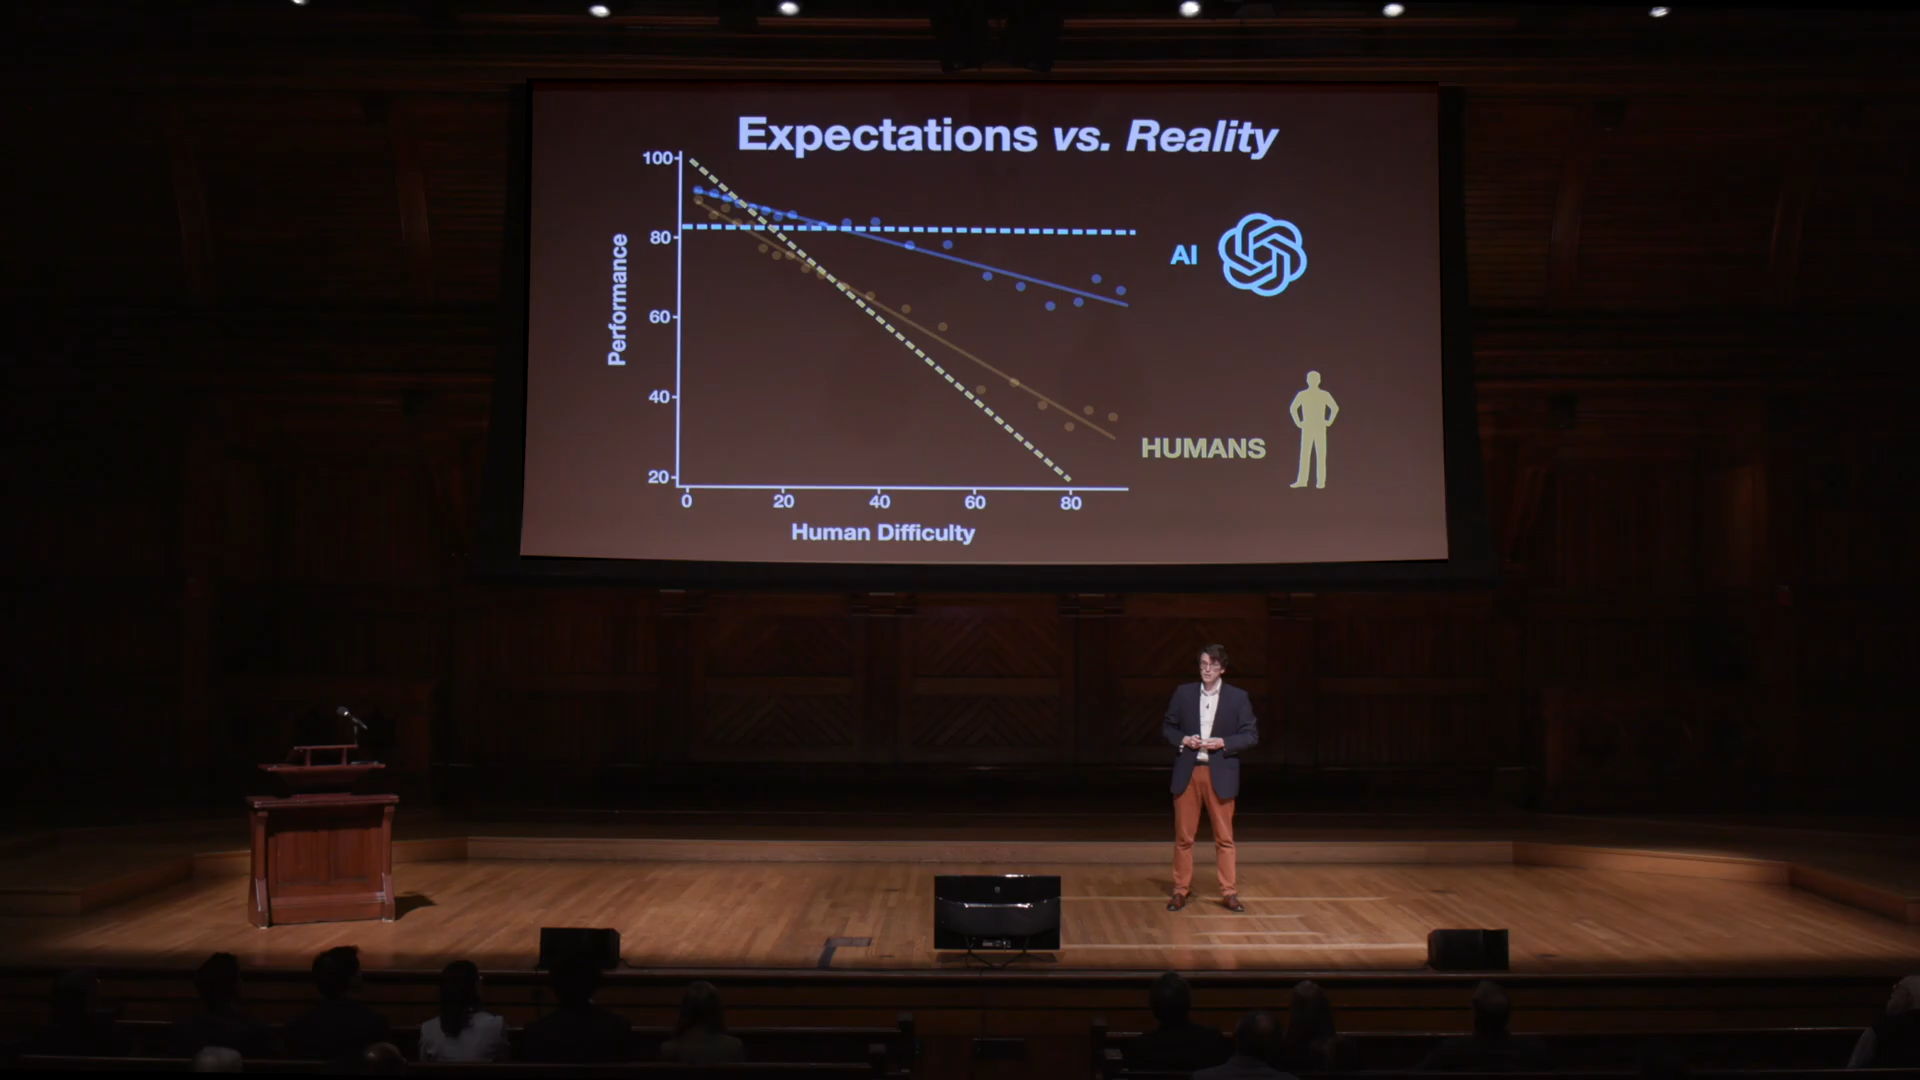 Expectations vs. Reality
100
80
60
40
20
Performance
0 20 40 60 80
Human Difficulty
AI
HUMANS